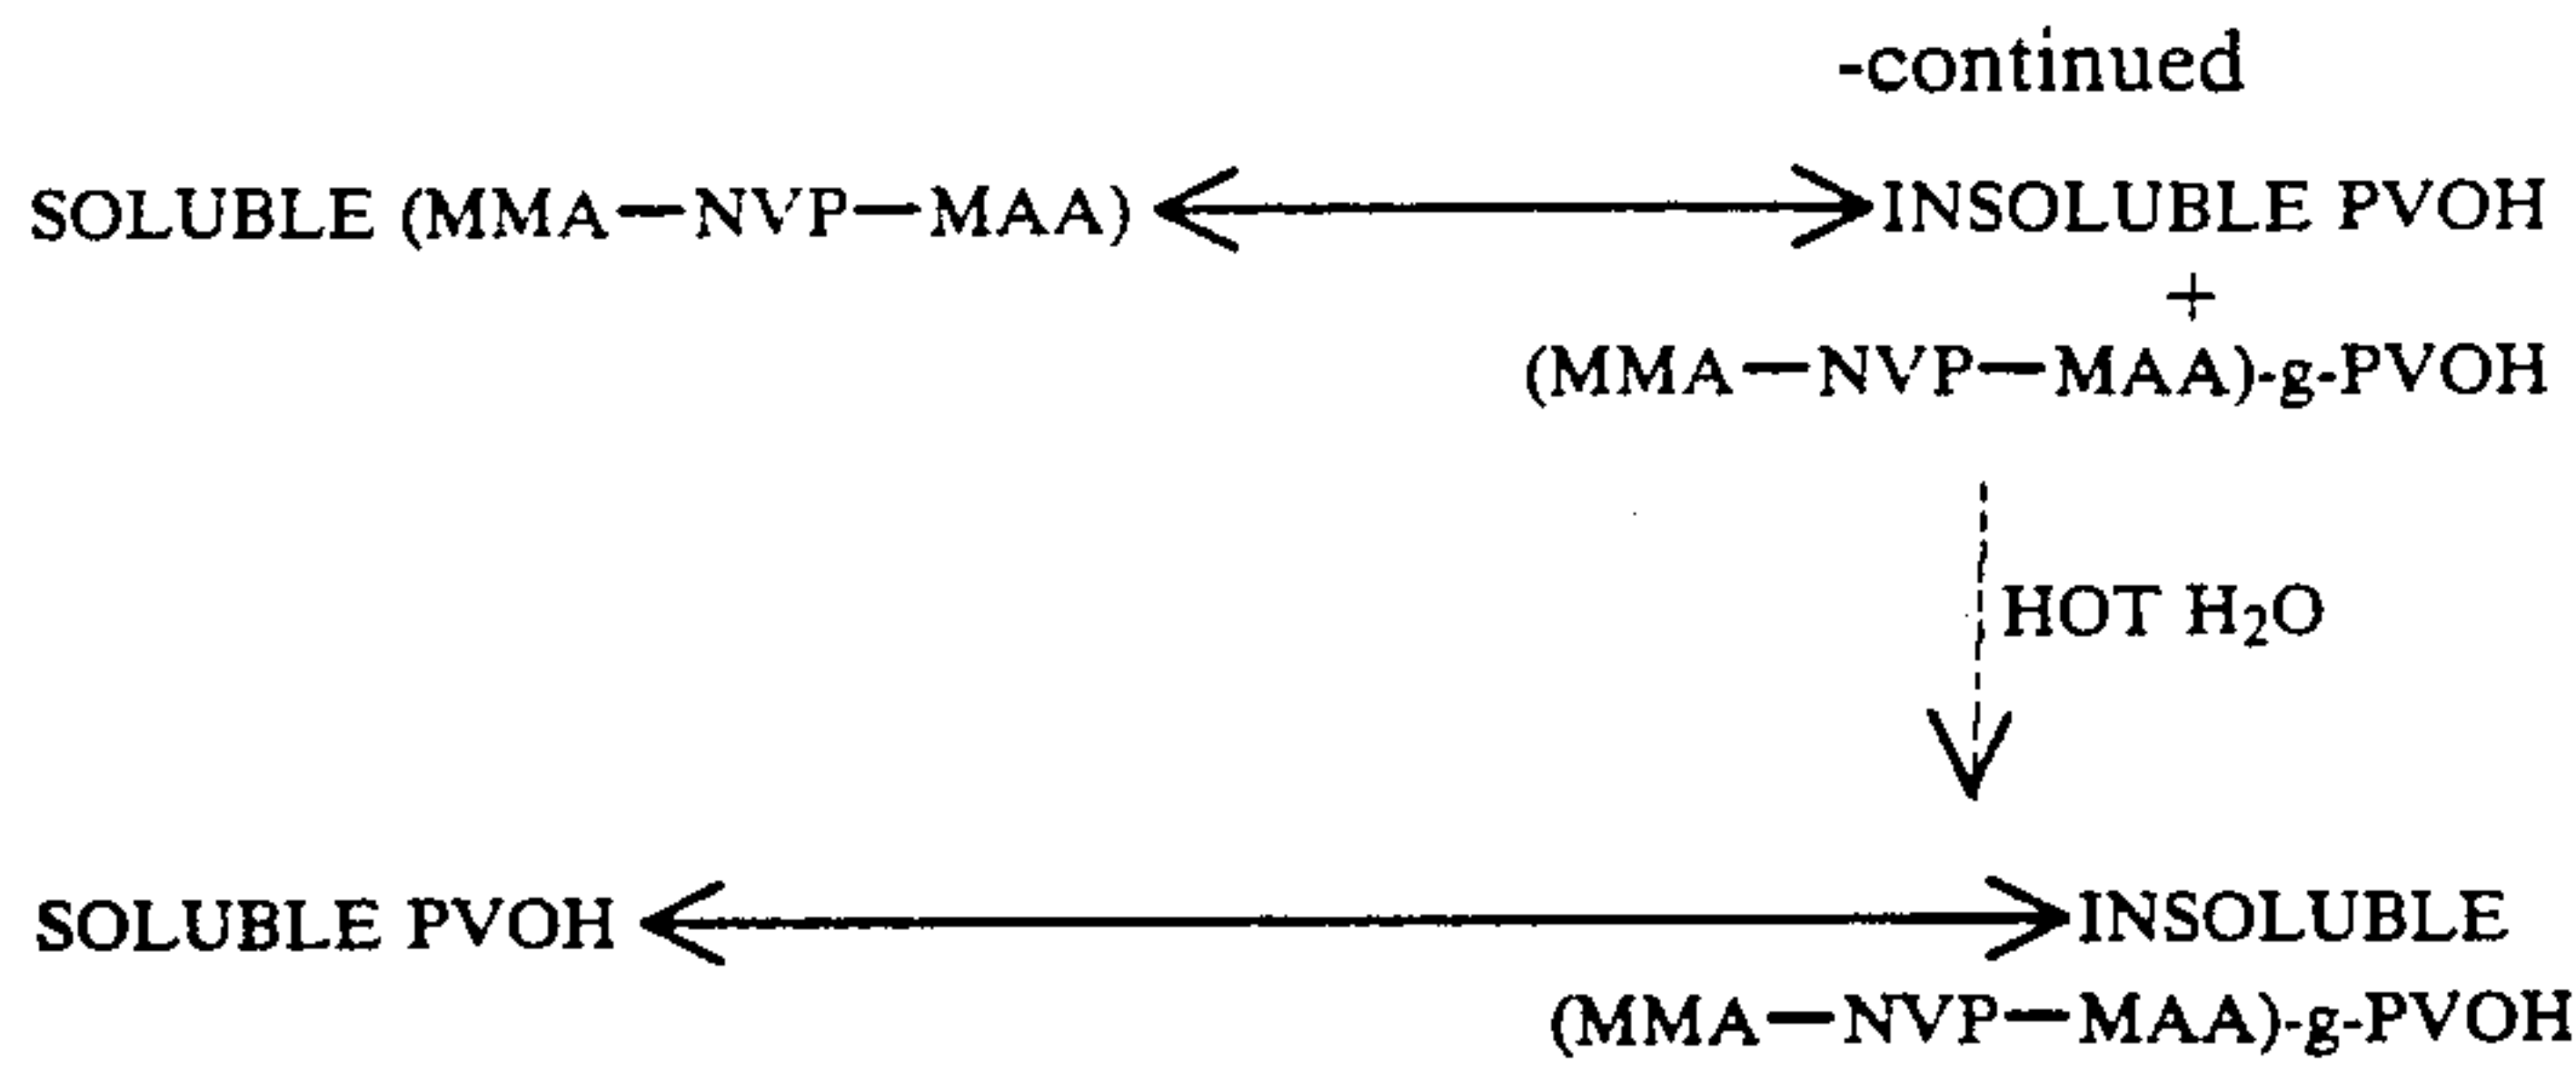 -continued
SOLUBLE (MMA—NVP—MAA) INSOLUBLE PVOH
+
(MMA—NVP—MAA)-g-PVOH
HOT H₂O
SOLUBLE PVOH INSOLUBLE
(MMA—NVP—MAA)-g-PVOH